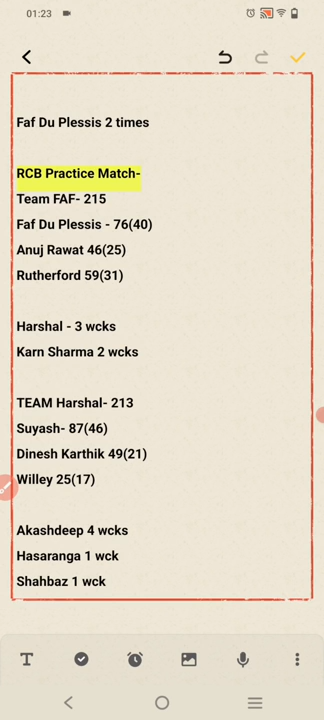 01:23
Faf Du Plessis 2 times
RCB Practice Match-
Team FAF- 215
Faf Du Plessis - 76(40)
Anuj Rawat 46(25)
Rutherford 59(31)
Harshal - 3 wcks
Karn Sharma 2 wcks
TEAM Harshal- 213
Suyash- 87(46)
Dinesh Karthik 49(21)
Willey 25(17)
Akashdeep 4 wcks
Hasaranga 1 wck
Shahbaz 1 wck
T